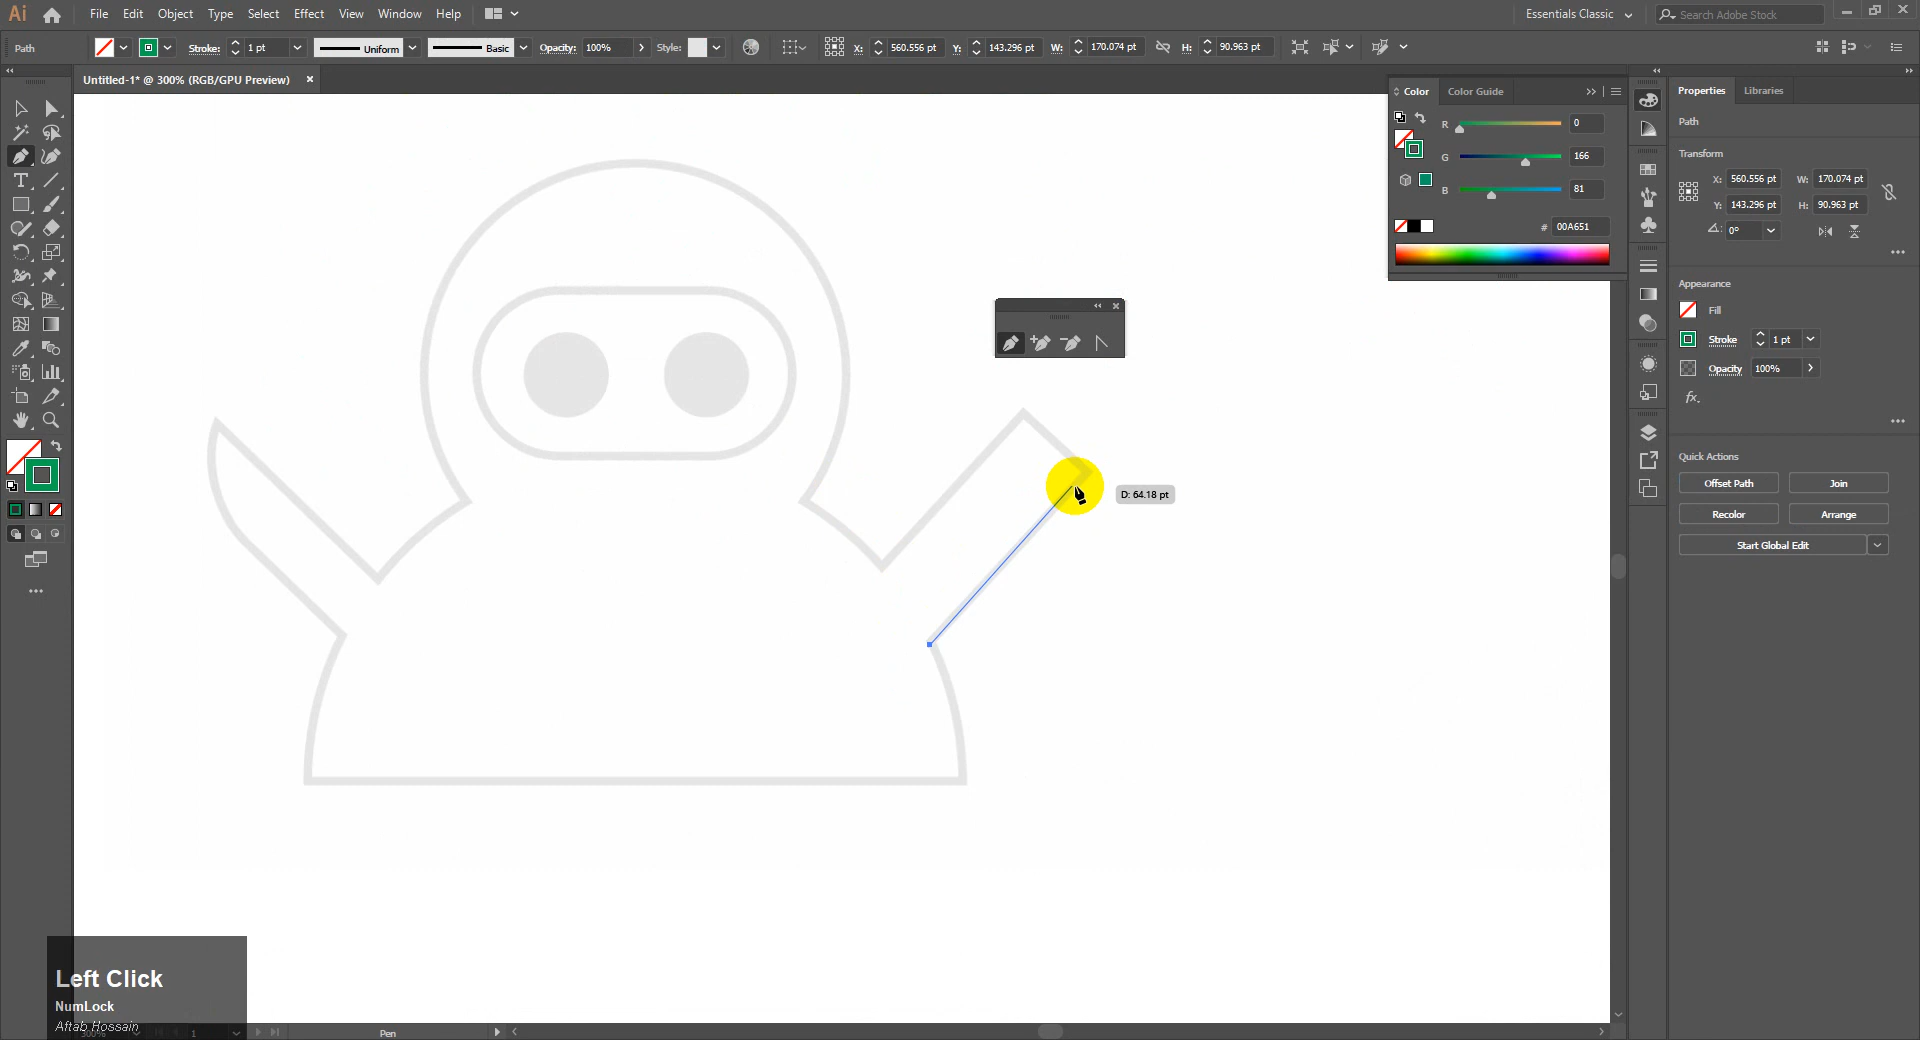 Ai File Edit Object Type Select Effect View Window Help Essentials Classic Search Adobe Stock
Path Stroke: 1 pt Uniform Basic Opacity: 100% Style: X: 560.556 pt Y: 143.296 pt W: 170.074 pt H: 90.963 pt
Untitled-1* @ 300% (RGB/GPU Preview)
Color Color Guide
R 0
G 166
B 81
# 00A651
Properties Libraries
Path
Transform
X: 560.556 pt W: 170.074 pt
Y: 143.296 pt H: 90.963 pt
0°
Appearance
Fill
Stroke 1 pt
Opacity 100%
fx.
Quick Actions
Offset Path Join
Recolor Arrange
Start Global Edit
D: 64.18 pt
Left Click
NumLock
Aftab Hossain
300% 1 Pen